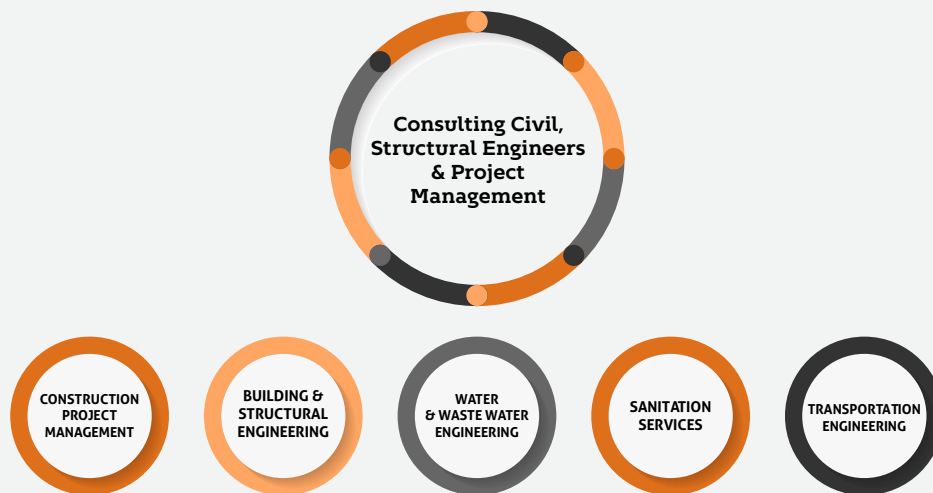 Consulting Civil,
Structural Engineers
& Project
Management
CONSTRUCTION
PROJECT
MANAGEMENT
BUILDING &
STRUCTURAL
ENGINEERING
WATER
& WASTE WATER
ENGINEERING
SANITATION
SERVICES
TRANSPORTATION
ENGINEERING